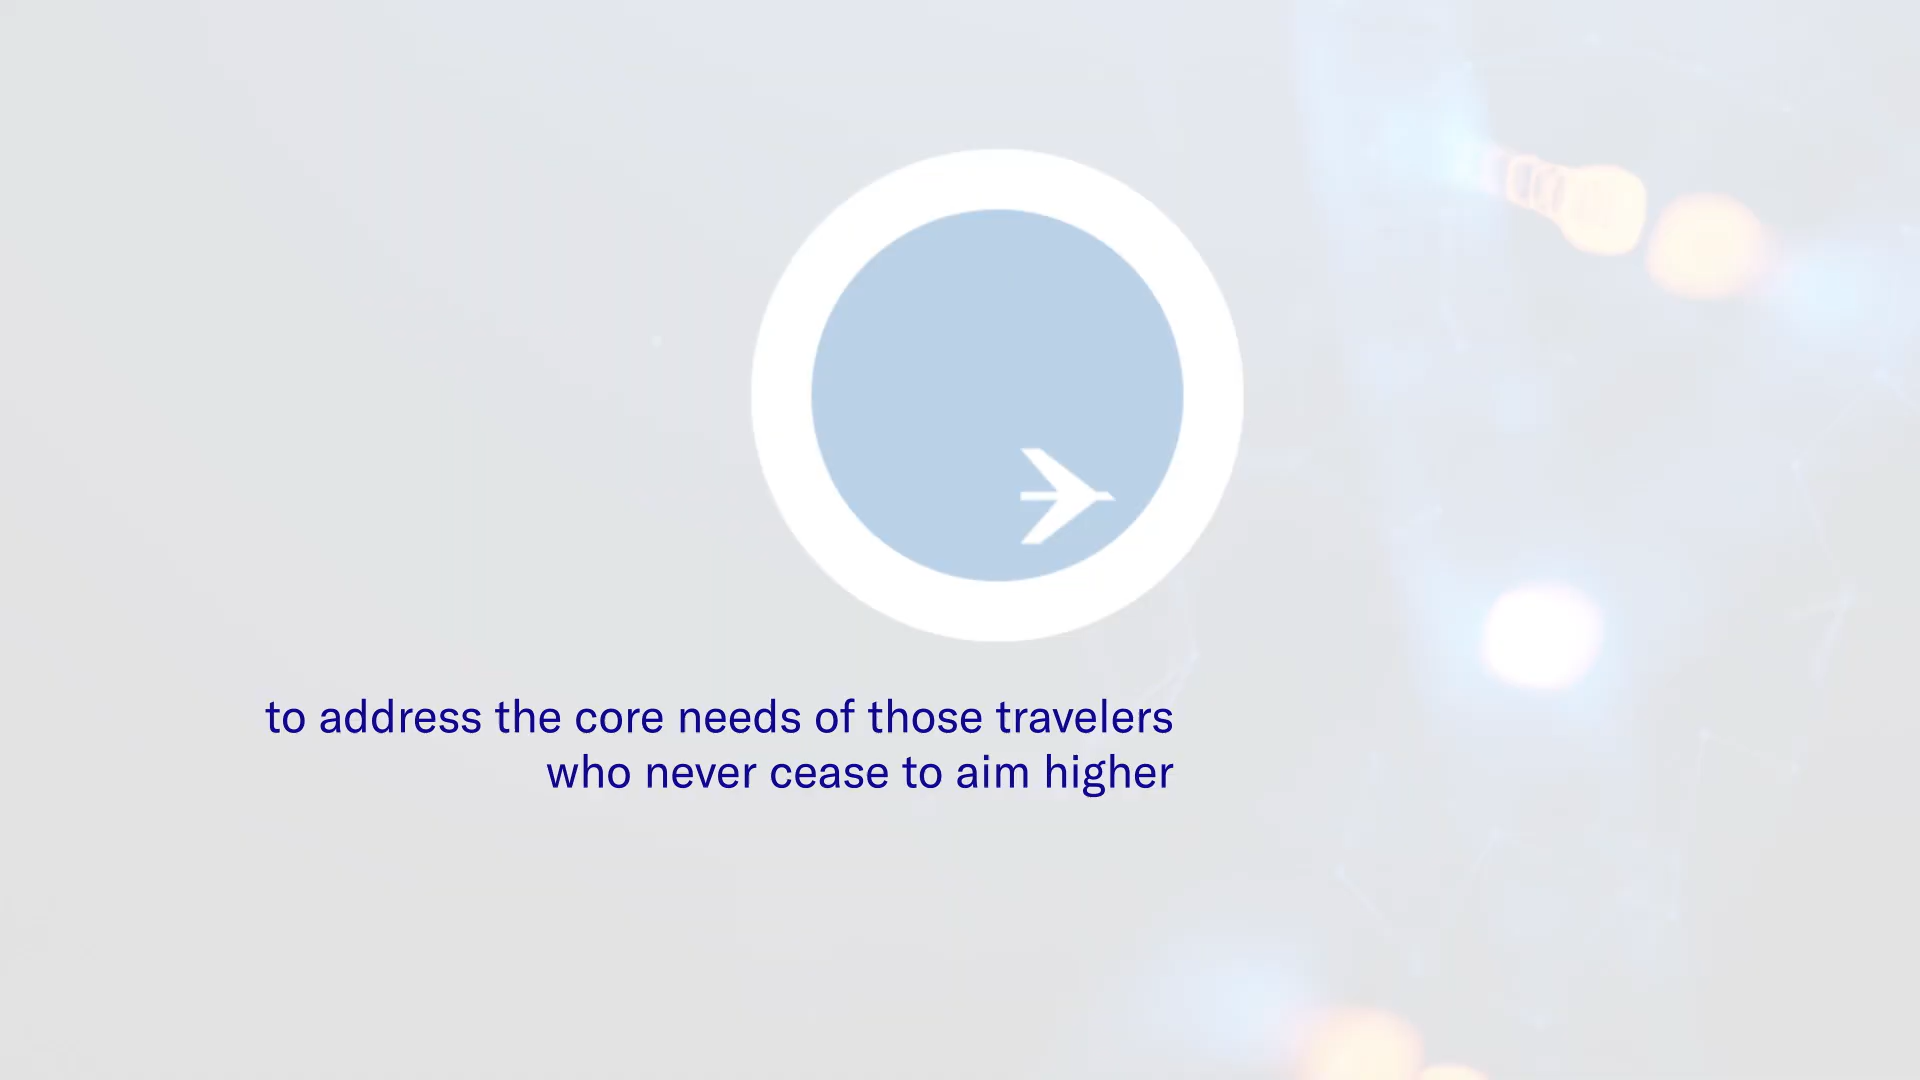 to address the core needs of those travelers
who never cease to aim higher